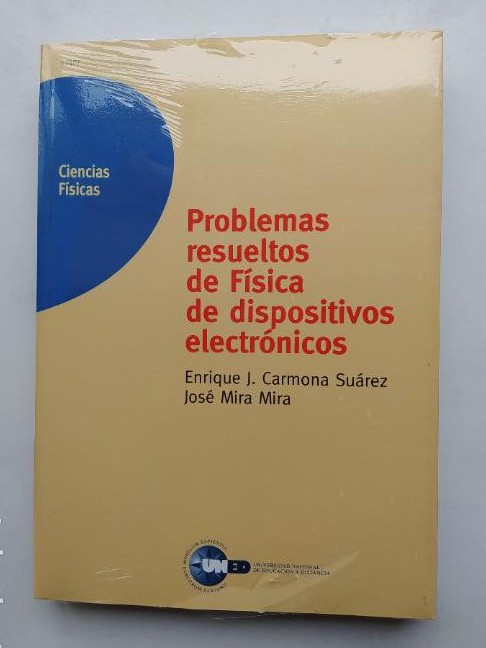 Ciencias
Físicas
Problemas
resueltos
de Física
de dispositivos
electrónicos
Enrique J. Carmona Suárez
José Mira Mira
UNED
UNIVERSIDAD NACIONAL
DE EDUCACIÓN A DISTANCIA